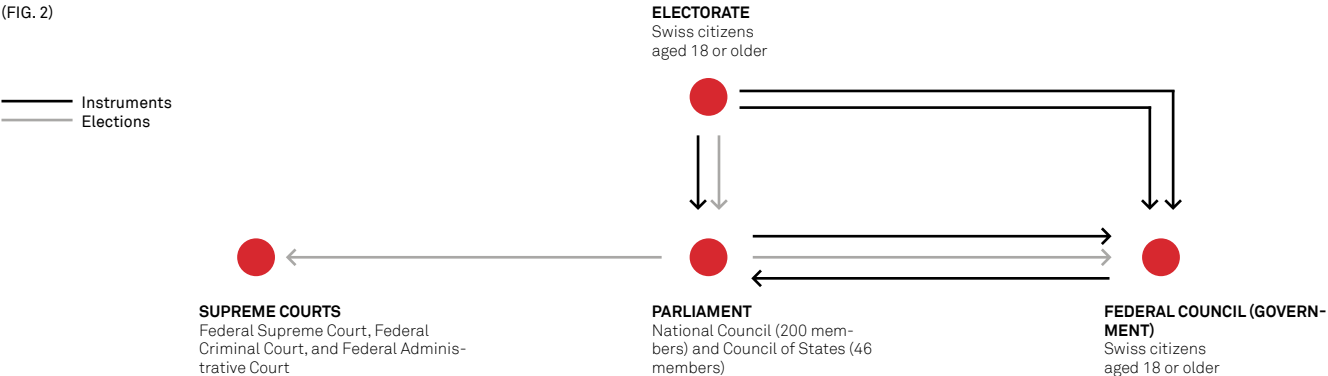 (FIG. 2)
ELECTORATE
Swiss citizens
aged 18 or older
Instruments
Elections
SUPREME COURTS
Federal Supreme Court, Federal
Criminal Court, and Federal Adminis-
trative Court
PARLIAMENT
National Council (200 mem-
bers) and Council of States (46
members)
FEDERAL COUNCIL (GOVERN-
MENT)
Swiss citizens
aged 18 or older